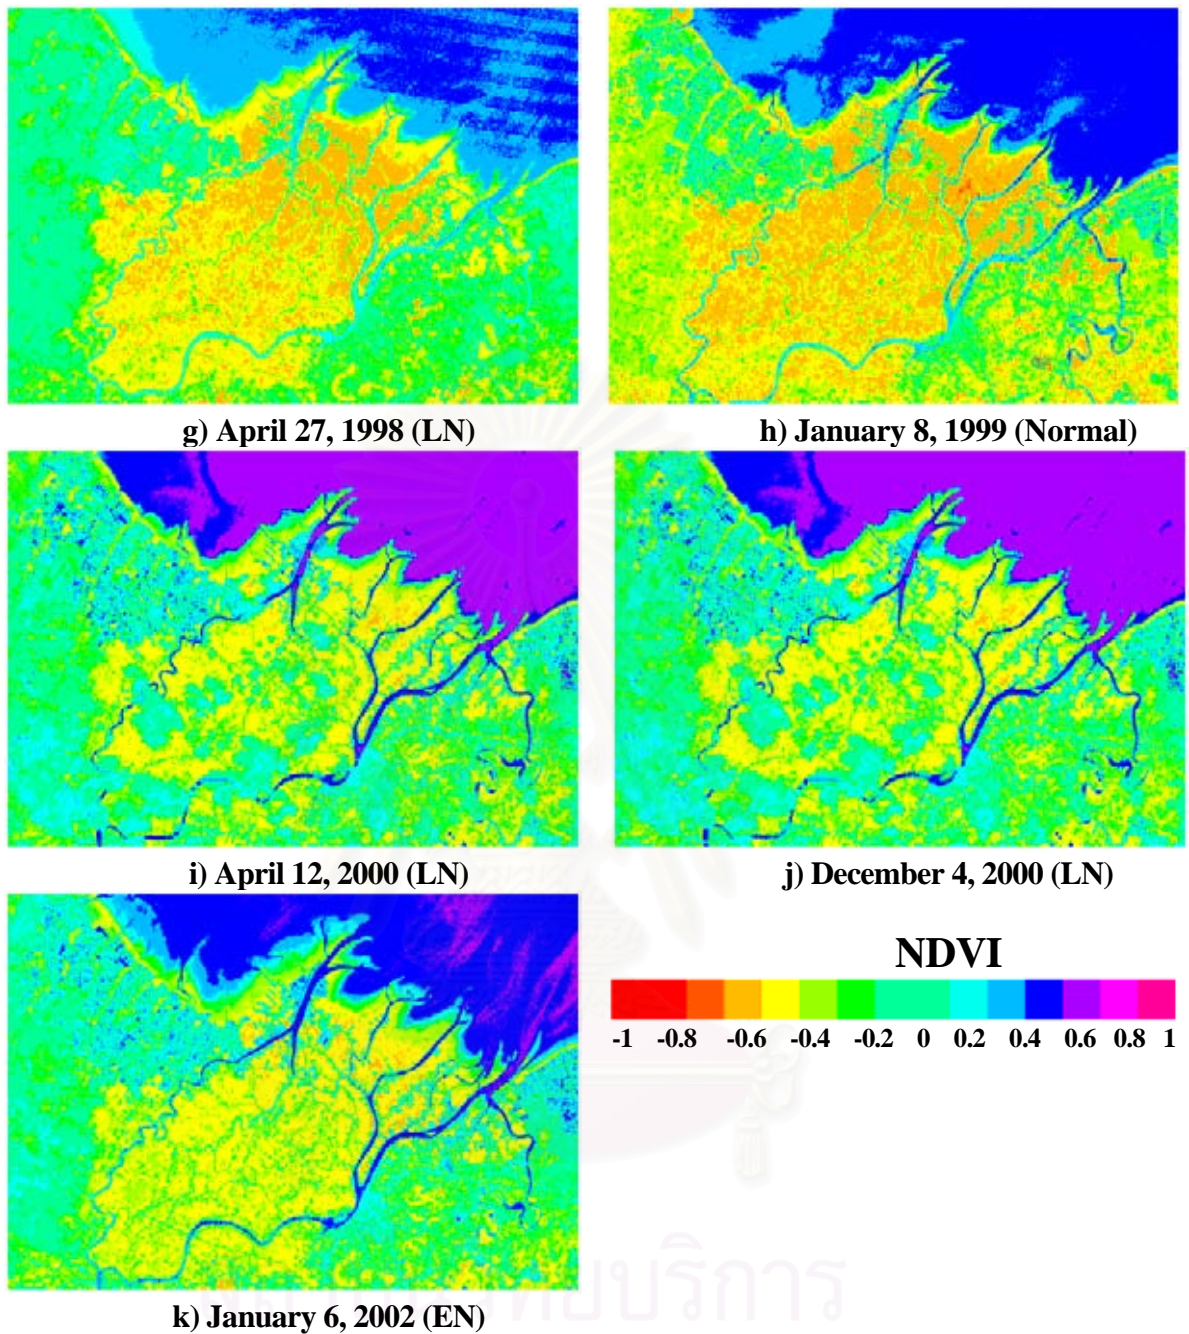 g) April 27, 1998 (LN)
h) January 8, 1999 (Normal)
i) April 12, 2000 (LN)
j) December 4, 2000 (LN)
NDVI
-1 -0.8 -0.6 -0.4 -0.2 0 0.2 0.4 0.6 0.8 1
k) January 6, 2002 (EN)